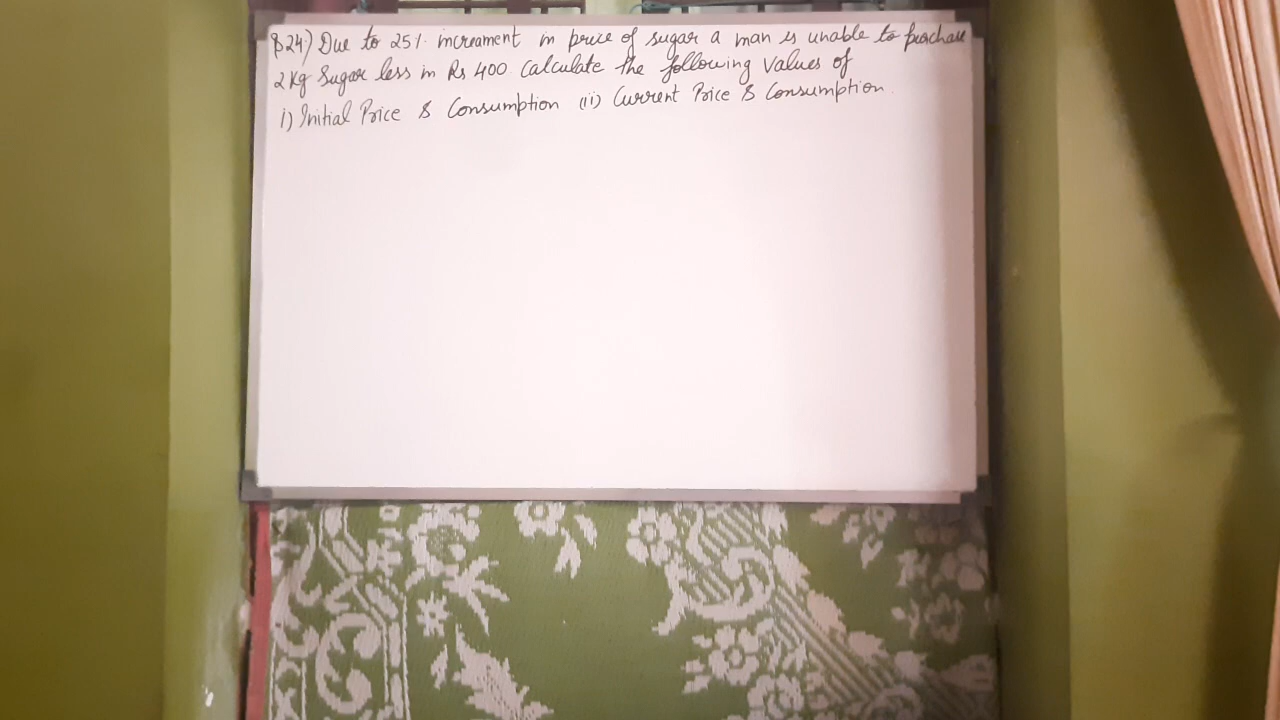 Q24) Due to 25% increament in price of sugar a man is unable to purchase
2 Kg Sugar less in Rs 400. Calculate the following values of
i) Initial Price & Consumption (ii) Current Price & Consumption.